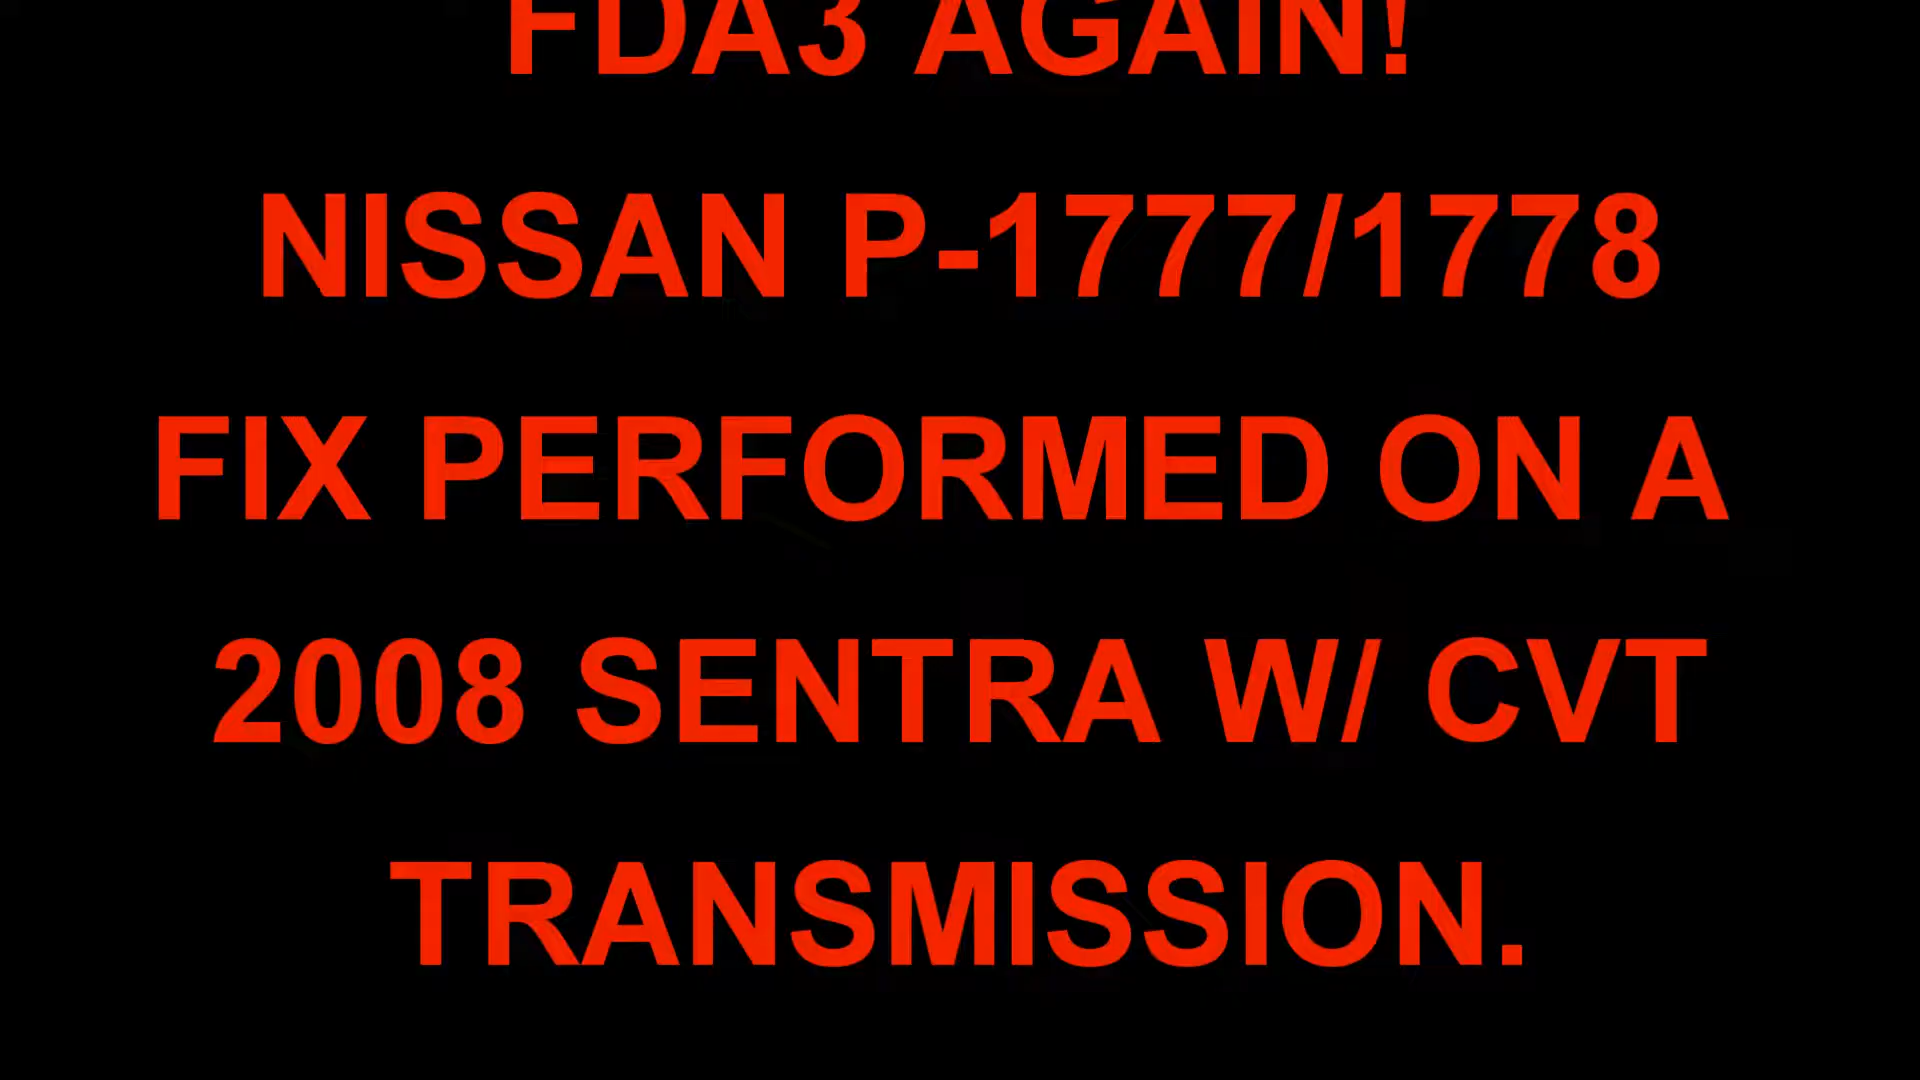 FDA3 AGAIN!
NISSAN P-1777/1778
FIX PERFORMED ON A
2008 SENTRA W/ CVT
TRANSMISSION.